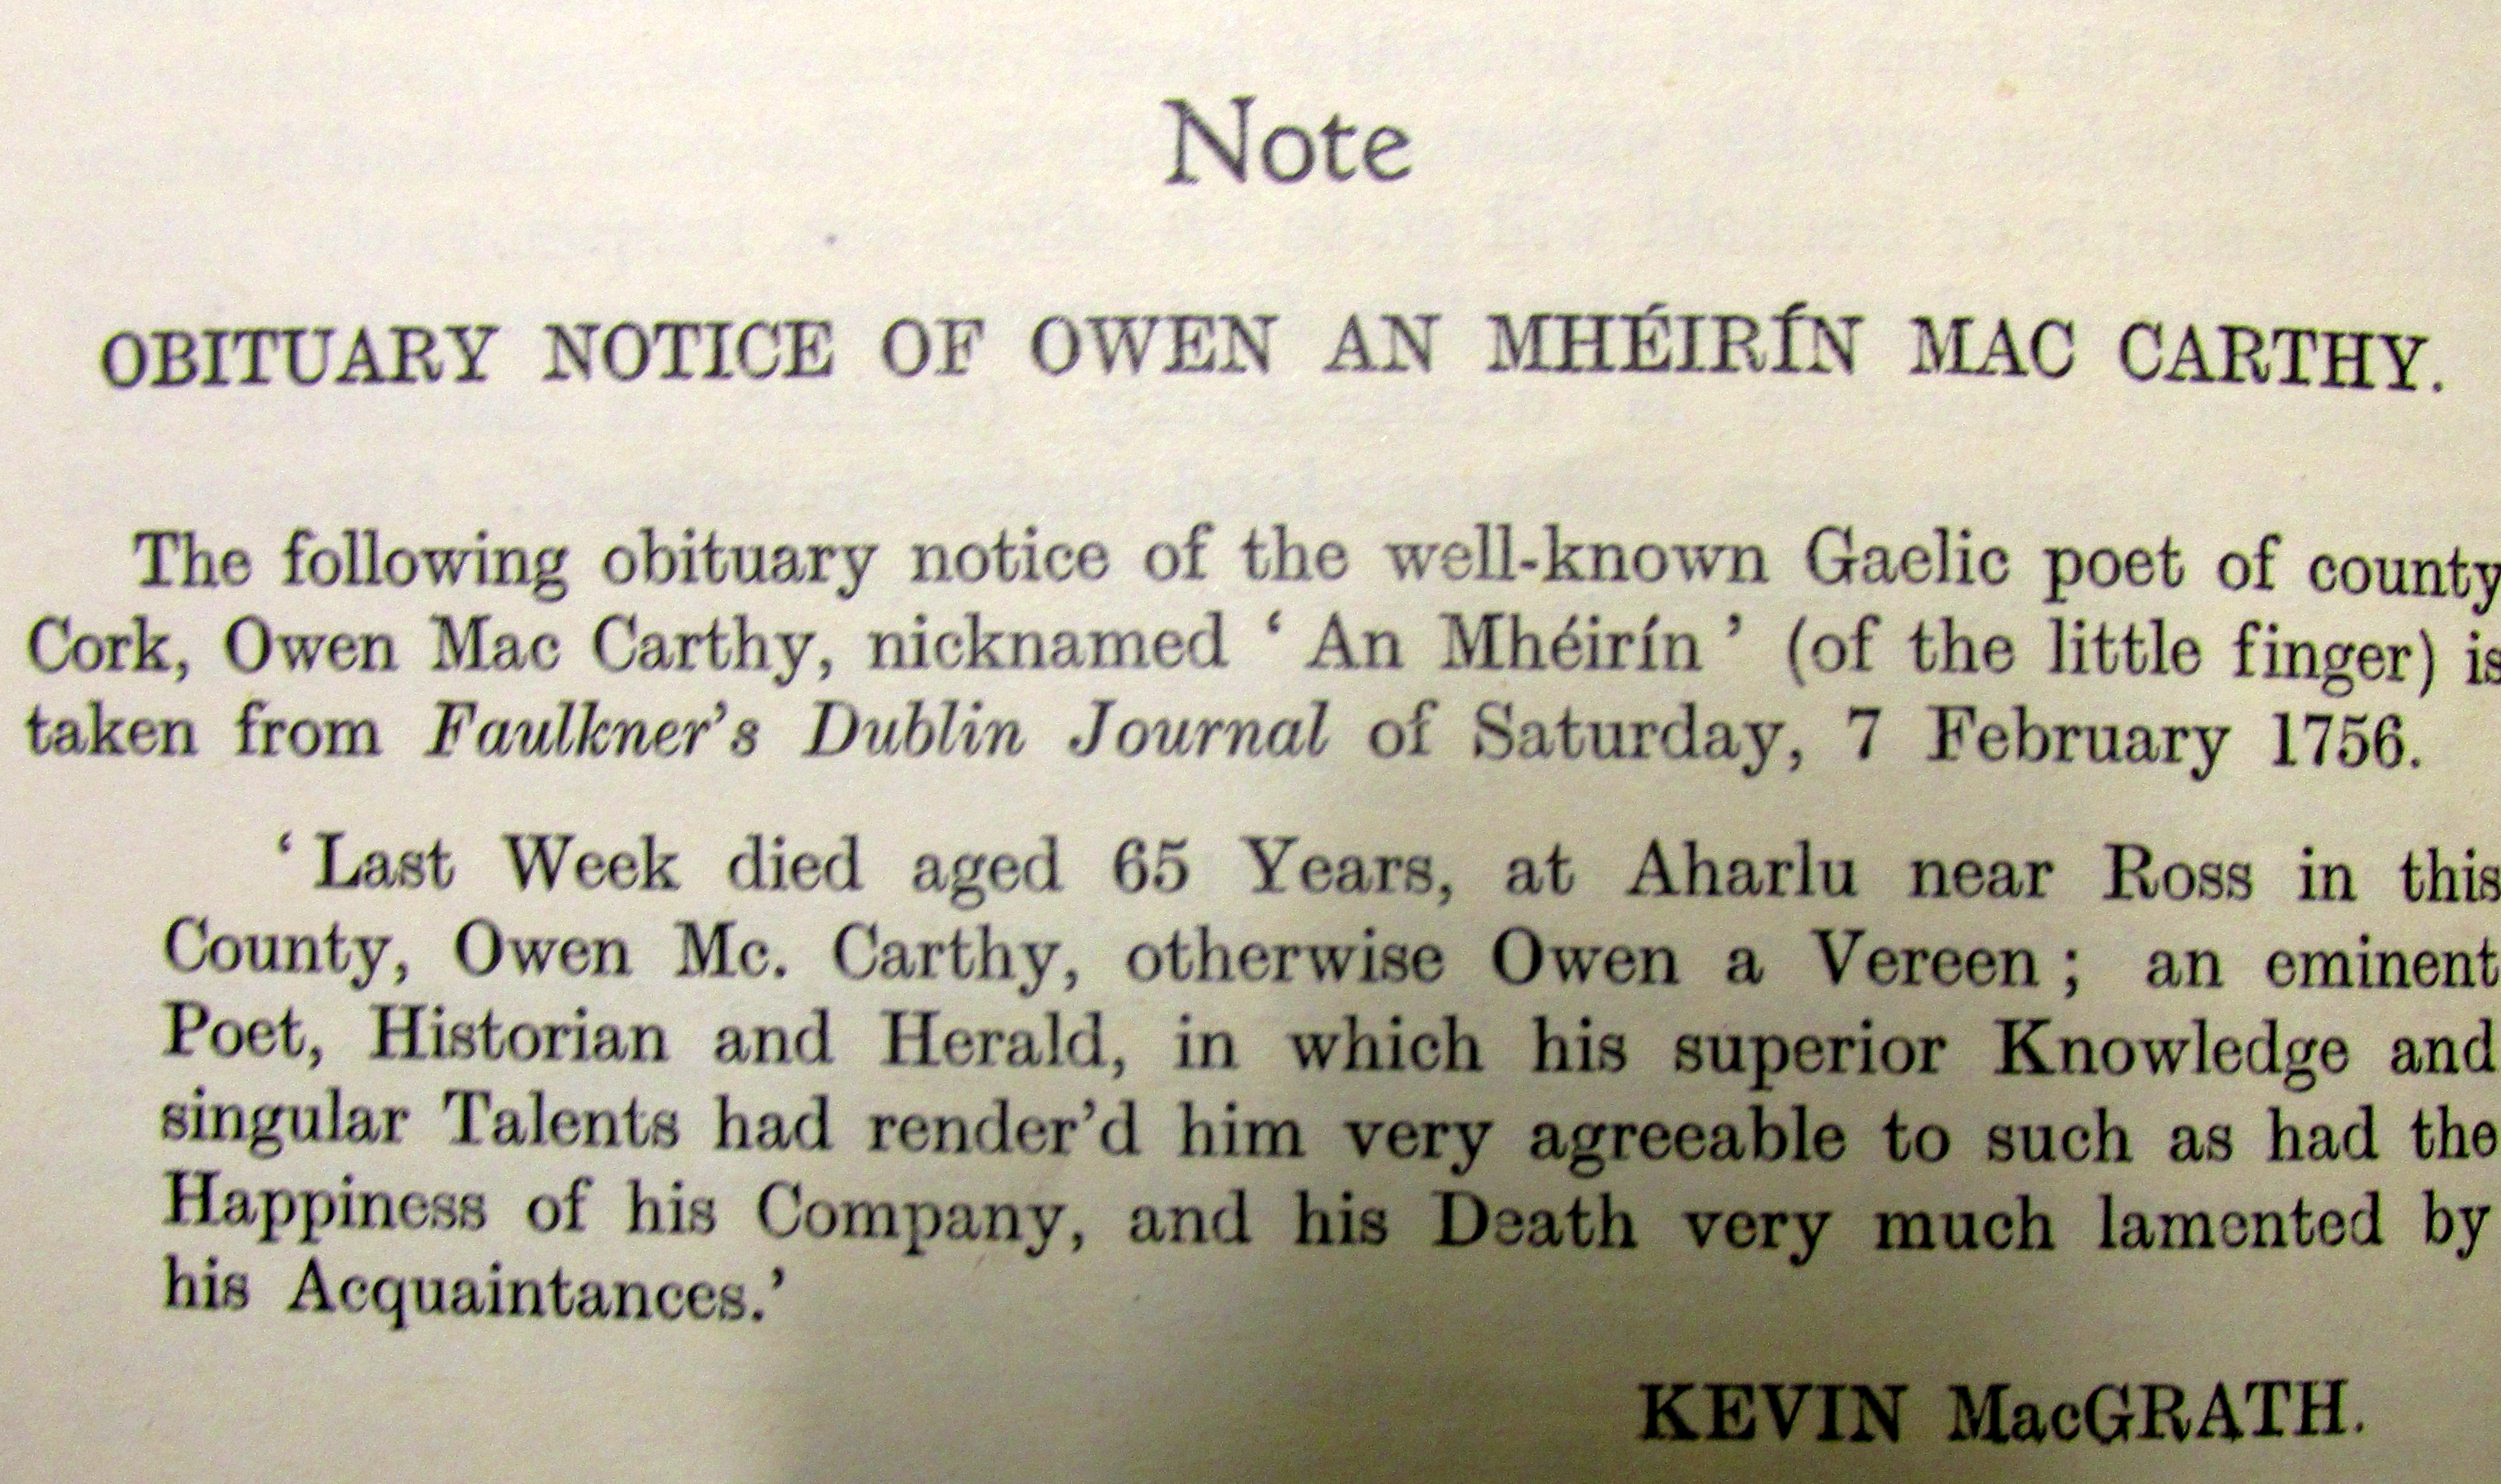 Note
OBITUARY NOTICE OF OWEN AN MHÉIRÍN MAC CARTHY.
The following obituary notice of the well-known Gaelic poet of county
Cork, Owen Mac Carthy, nicknamed ‘ An Mhéirín ’ (of the little finger) is
taken from Faulkner’s Dublin Journal of Saturday, 7 February 1756.
‘ Last Week died aged 65 Years, at Aharlu near Ross in this
County, Owen Mc. Carthy, otherwise Owen a Vereen ; an eminent
Poet, Historian and Herald, in which his superior Knowledge and
singular Talents had render’d him very agreeable to such as had the
Happiness of his Company, and his Death very much lamented by
his Acquaintances.’
KEVIN MacGRATH.